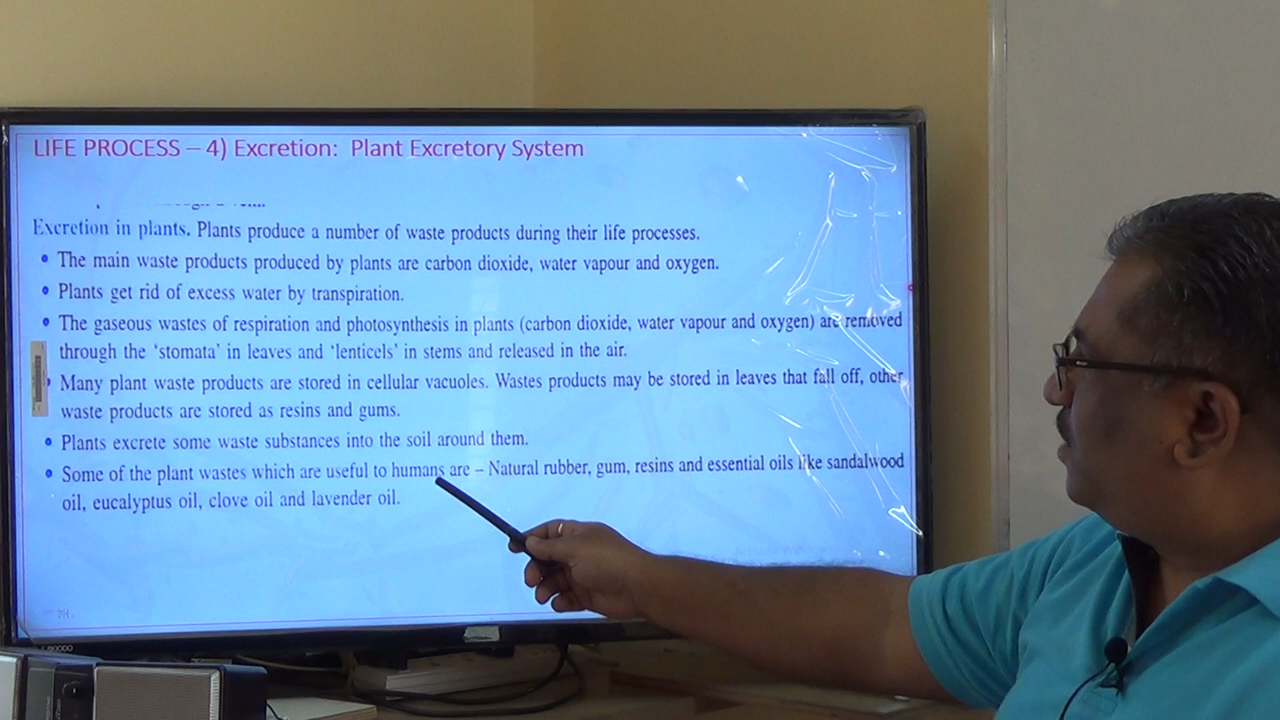 LIFE PROCESS – 4) Excretion: Plant Excretory System
Excretion in plants. Plants produce a number of waste products during their life processes.
• The main waste products produced by plants are carbon dioxide, water vapour and oxygen.
• Plants get rid of excess water by transpiration.
• The gaseous wastes of respiration and photosynthesis in plants (carbon dioxide, water vapour and oxygen) are removed
through the ‘stomata’ in leaves and ‘lenticels’ in stems and released in the air.
• Many plant waste products are stored in cellular vacuoles. Wastes products may be stored in leaves that fall off, other
waste products are stored as resins and gums.
• Plants excrete some waste substances into the soil around them.
• Some of the plant wastes which are useful to humans are – Natural rubber, gum, resins and essential oils like sandalwood
oil, eucalyptus oil, clove oil and lavender oil.